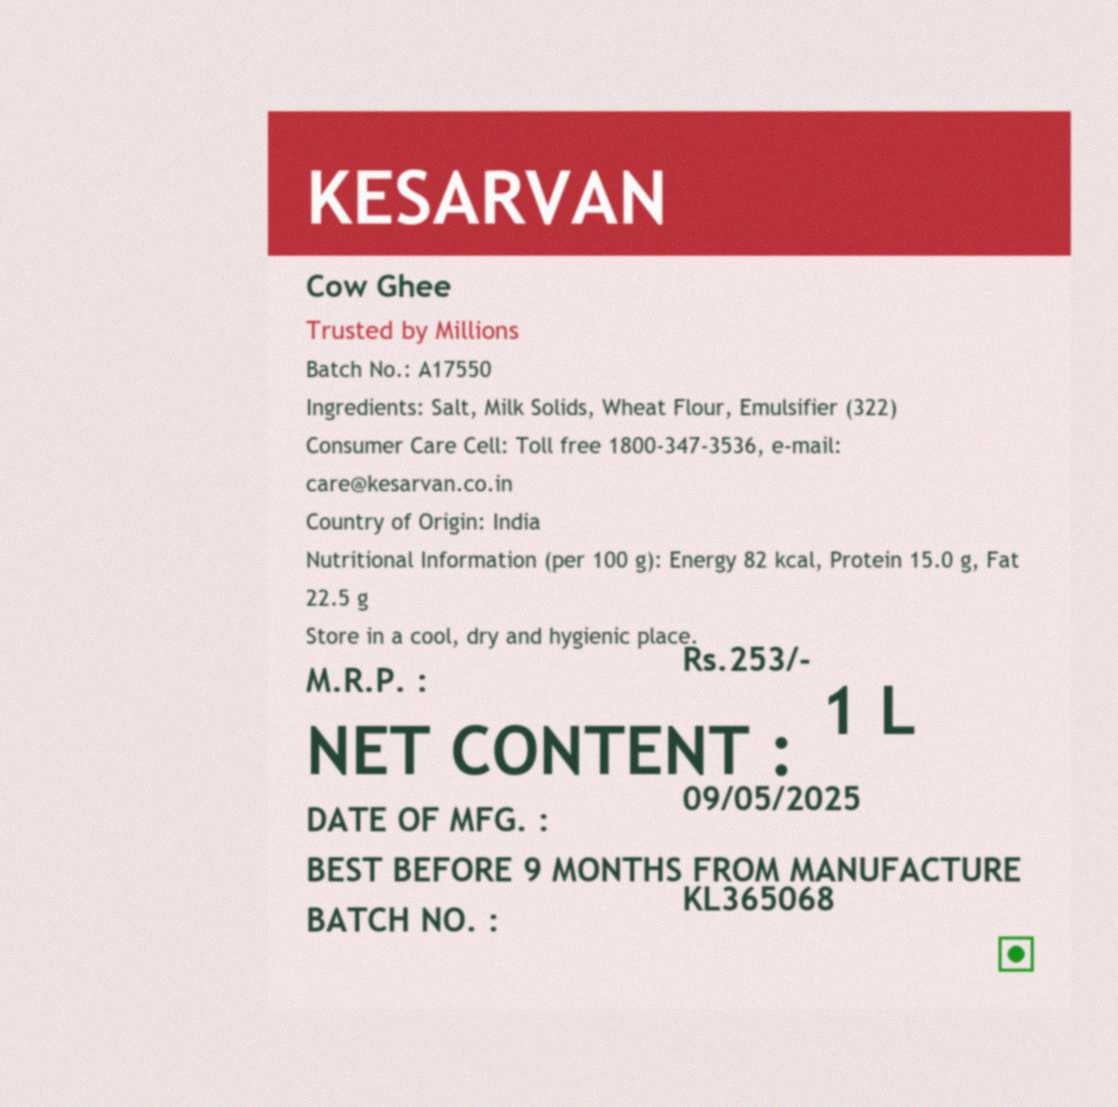 KESARVAN
Cow Ghee
Trusted by Millions
Batch No.: A17550
Ingredients: Salt, Milk Solids, Wheat Flour, Emulsifier (322)
Consumer Care Cell: Toll free 1800-347-3536, e-mail:
care@kesarvan.co.in
Country of Origin: India
Nutritional Information (per 100 g): Energy 82 kcal, Protein 15.0 g, Fat
22.5 g
Store in a cool, dry and hygienic place.
M.R.P. : Rs.253/-
NET CONTENT : 1 L
DATE OF MFG. : 09/05/2025
BEST BEFORE 9 MONTHS FROM MANUFACTURE
BATCH NO. : KL365068